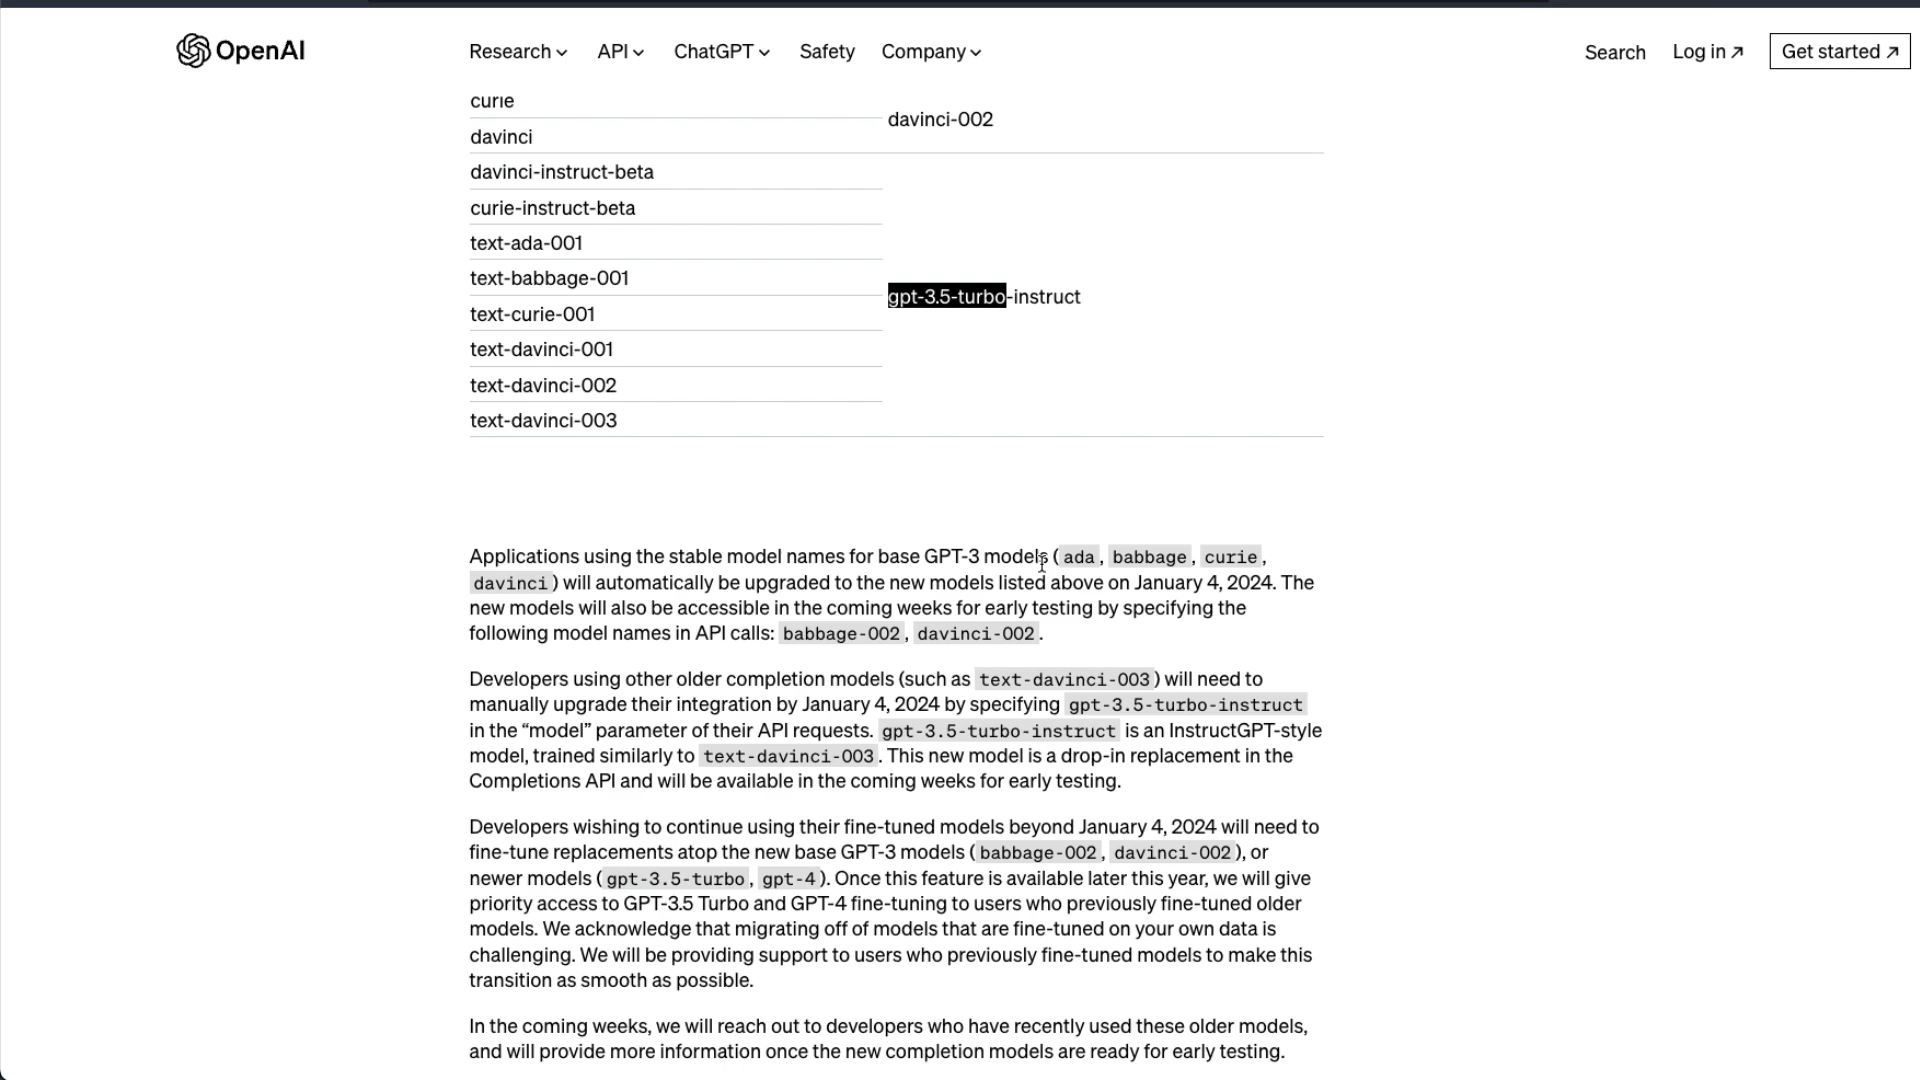 OpenAI
Research API ChatGPT Safety Company Search Log in ↗ Get started ↗
curie
davinci-002
davinci
davinci-instruct-beta
curie-instruct-beta
text-ada-001
text-babbage-001
gpt-3.5-turbo-instruct
text-curie-001
text-davinci-001
text-davinci-002
text-davinci-003
Applications using the stable model names for base GPT-3 models (ada, babbage, curie,
davinci) will automatically be upgraded to the new models listed above on January 4, 2024. The
new models will also be accessible in the coming weeks for early testing by specifying the
following model names in API calls: babbage-002, davinci-002.
Developers using other older completion models (such as text-davinci-003) will need to
manually upgrade their integration by January 4, 2024 by specifying gpt-3.5-turbo-instruct
in the “model” parameter of their API requests. gpt-3.5-turbo-instruct is an InstructGPT-style
model, trained similarly to text-davinci-003. This new model is a drop-in replacement in the
Completions API and will be available in the coming weeks for early testing.
Developers wishing to continue using their fine-tuned models beyond January 4, 2024 will need to
fine-tune replacements atop the new base GPT-3 models (babbage-002, davinci-002), or
newer models (gpt-3.5-turbo, gpt-4). Once this feature is available later this year, we will give
priority access to GPT-3.5 Turbo and GPT-4 fine-tuning to users who previously fine-tuned older
models. We acknowledge that migrating off of models that are fine-tuned on your own data is
challenging. We will be providing support to users who previously fine-tuned models to make this
transition as smooth as possible.
In the coming weeks, we will reach out to developers who have recently used these older models,
and will provide more information once the new completion models are ready for early testing.